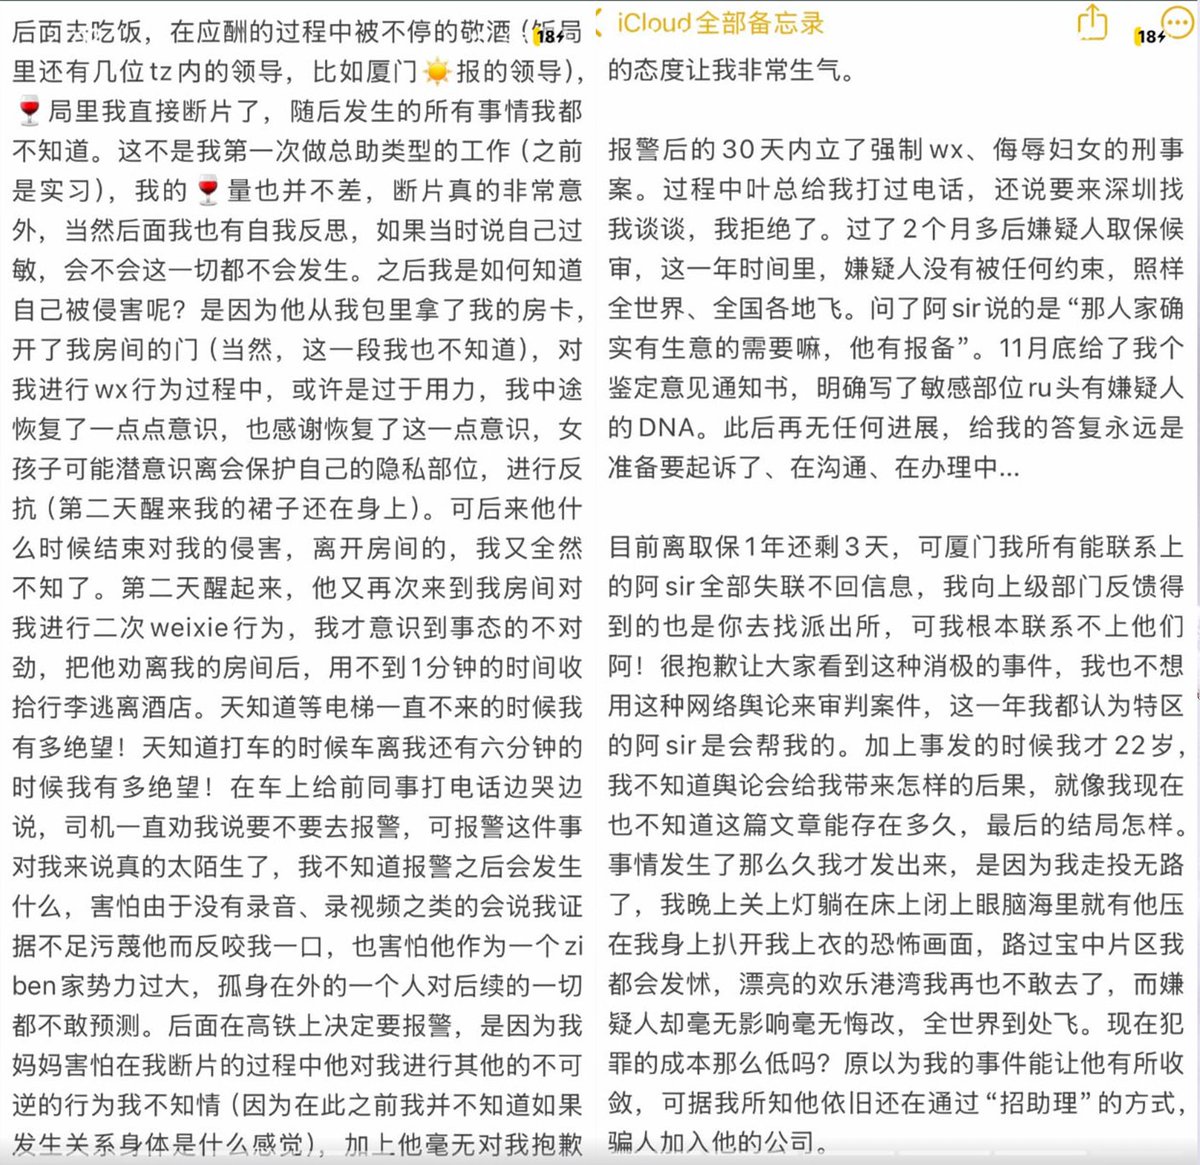 后面去吃饭，在应酬的过程中被不停的敬酒（饭局
里还有几位tz内的领导，比如厦门☀️报的领导），
🍷局里我直接断片了，随后发生的所有事情我都
不知道。这不是我第一次做总助类型的工作（之前
是实习），我的🍷量也并不差，断片真的非常意
外，当然后面我也有自我反思，如果当时说自己过
敏，会不会这一切都不会发生。之后我是如何知道
自己被侵害呢？是因为他从我包里拿了我的房卡，
开了我房间的门（当然，这一段我也不知道），对
我进行wx行为过程中，或许是过于用力，我中途
恢复了一点点意识，也感谢恢复了这一点意识，女
孩子可能潜意识离会保护自己的隐私部位，进行反
抗（第二天醒来我的裙子还在身上）。可后来他什
么时候结束对我的侵害，离开房间的，我又全然
不知了。第二天醒起来，他又再次来到我房间对
我进行二次weixie行为，我才意识到事态的不对
劲，把他劝离我的房间后，用不到1分钟的时间收
拾行李逃离酒店。天知道等电梯一直不来的时候我
有多绝望！天知道打车的时候车离我还有六分钟的
时候我有多绝望！在车上给前同事打电话边哭边
说，司机一直劝我说要不要去报警，可报警这件事
对我来说真的太陌生了，我不知道报警之后会发生
什么，害怕由于没有录音、录视频之类的会说我证
据不足污蔑他而反咬我一口，也害怕他作为一个zi
ben家势力过大，孤身在外的一个人对后续的一切
都不敢预测。后面在高铁上决定要报警，是因为我
妈妈害怕在我断片的过程中他对我进行其他的不可
逆的行为我不知情（因为在此之前我并不知道如果
发生关系身体是什么感觉），加上他毫无对我抱歉
18+
iCloud全部备忘录
18+
的态度让我非常生气。
报警后的30天内立了强制wx、侮辱妇女的刑事
案。过程中叶总给我打过电话，还说要来深圳找
我谈谈，我拒绝了。过了2个月多后嫌疑人取保候
审，这一年时间里，嫌疑人没有被任何约束，照样
全世界、全国各地飞。问了阿sir说的是“那人家确
实有生意的需要嘛，他有报备”。11月底给了我个
鉴定意见通知书，明确写了敏感部位ru头有嫌疑人
的DNA。此后再无任何进展，给我的答复永远是
准备要起诉了、在沟通、在办理中...
目前离取保1年还剩3天，可厦门我所有能联系上
的阿sir全部失联不回信息，我向上级部门反馈得
到的也是你去找派出所，可我根本联系不上他们
阿！很抱歉让大家看到这种消极的事件，我也不想
用这种网络舆论来审判案件，这一年我都认为特区
的阿sir是会帮我的。加上事发的时候我才22岁，
我不知道舆论会给我带来怎样的后果，就像我现在
也不知道这篇文章能存在多久，最后的结局怎样。
事情发生了那么久我才发出来，是因为我走投无路
了，我晚上关上灯躺在床上闭上眼脑海里就有他压
在我身上扒开我上衣的恐怖画面，路过宝中片区我
都会发怵，漂亮的欢乐港湾我再也不敢去了，而嫌
疑人却毫无影响毫无悔改，全世界到处飞。现在犯
罪的成本那么低吗？原以为我的事件能让他有所收
敛，可据我所知他依旧还在通过“招助理”的方式，
骗人加入他的公司。